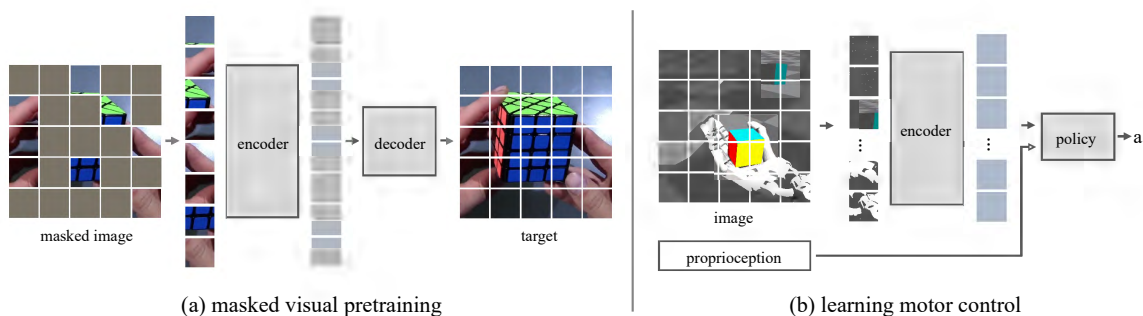 masked image
encoder
decoder
target
(a) masked visual pretraining
image
proprioception
encoder
policy
a
(b) learning motor control